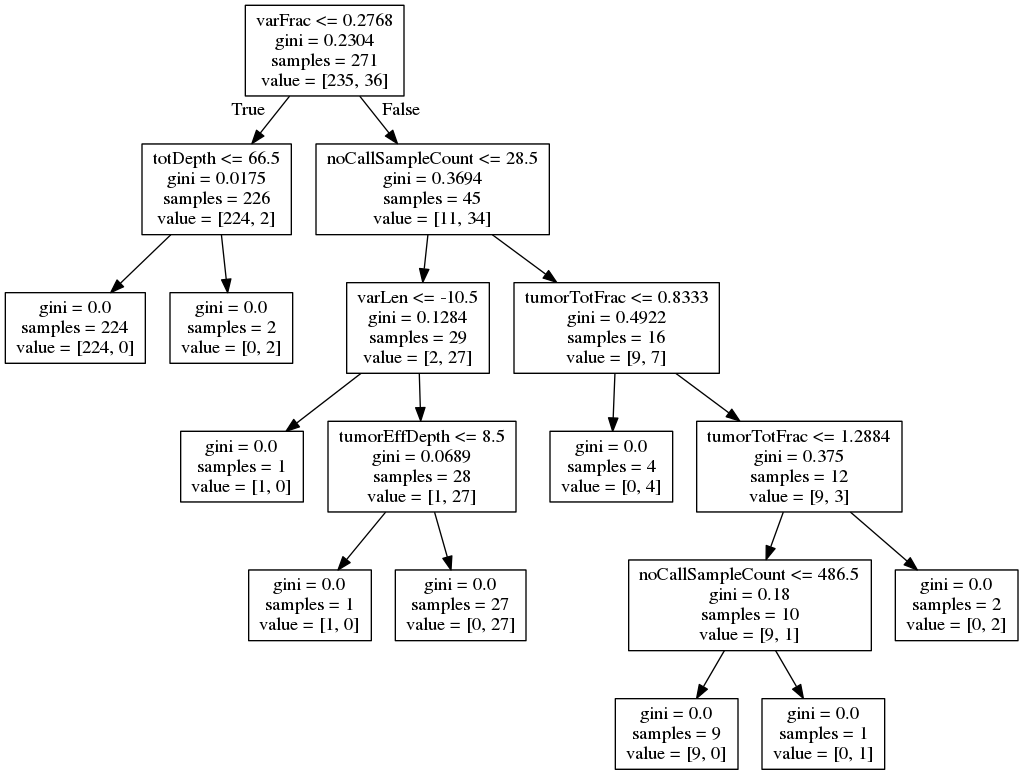 varFrac <= 0.2768
gini = 0.2304
samples = 271
value = [235, 36]
True
False
totDepth <= 66.5
gini = 0.0175
samples = 226
value = [224, 2]
noCallSampleCount <= 28.5
gini = 0.3694
samples = 45
value = [11, 34]
gini = 0.0
samples = 224
value = [224, 0]
gini = 0.0
samples = 2
value = [0, 2]
varLen <= -10.5
gini = 0.1284
samples = 29
value = [2, 27]
tumorTotFrac <= 0.8333
gini = 0.4922
samples = 16
value = [9, 7]
gini = 0.0
samples = 1
value = [1, 0]
tumorEffDepth <= 8.5
gini = 0.0689
samples = 28
value = [1, 27]
gini = 0.0
samples = 4
value = [0, 4]
tumorTotFrac <= 1.2884
gini = 0.375
samples = 12
value = [9, 3]
gini = 0.0
samples = 1
value = [1, 0]
gini = 0.0
samples = 27
value = [0, 27]
noCallSampleCount <= 486.5
gini = 0.18
samples = 10
value = [9, 1]
gini = 0.0
samples = 2
value = [0, 2]
gini = 0.0
samples = 9
value = [9, 0]
gini = 0.0
samples = 1
value = [0, 1]